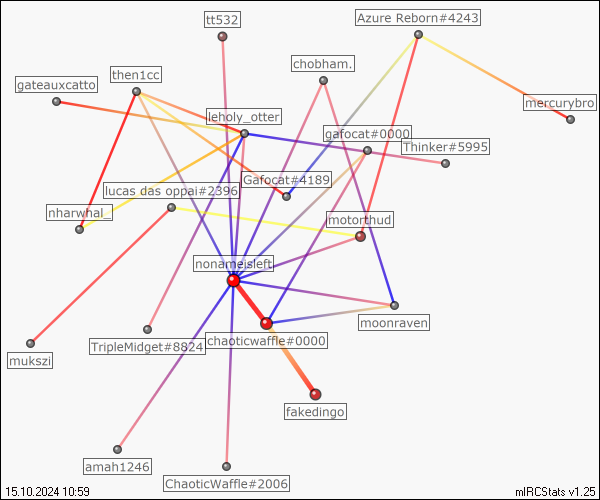 tt532
Azure Reborn#4243
chobham.
then1cc
gateauxcatto
mercurybro
leholy_otter
gafocat#0000
Thinker#5995
Gafocat#4189
lucas das oppai#2396
nharwhal_
motorthud
nonameisleft
moonraven
chaoticwaffle#0000
TripleMidget#8824
mukszi
fakedingo
amah1246
ChaoticWaffle#2006
15.10.2024 10:59
mIRCStats v1.25